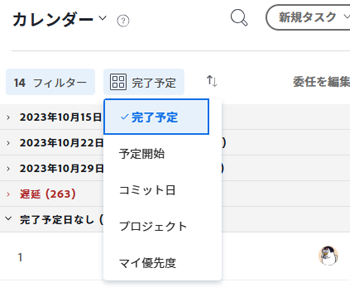 カレンダー
新規タスク
14 フィルター
完了予定
委任を編集
2023年10月15日
完了予定
2023年10月22日
)
予定開始
2023年10月29日
)
コミット日
遅延 (263)
プロジェクト
完了予定日なし (
マイ優先度
1